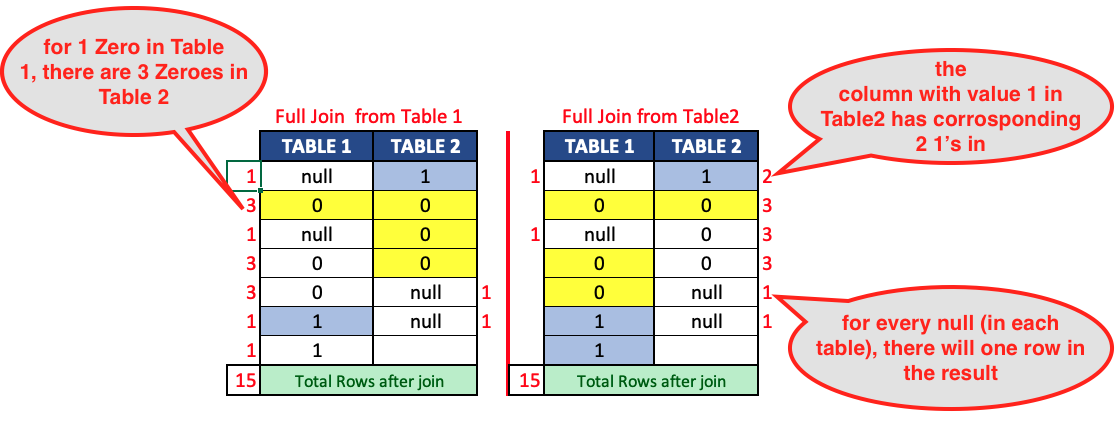 for 1 Zero in Table
1, there are 3 Zeroes in
Table 2
the
column with value 1 in
Table2 has corrosponding
2 1's in
Full Join from Table 1
Full Join from Table2
TABLE 1 TABLE 2
TABLE 1 TABLE 2
1 null 1
1 null 1 2
3 0 0
0 0 3
1 null 0
1 null 0 3
3 0 0
0 0 3
3 0 null 1
0 null 1
1 1 null 1
1 null 1
1 1
1
15 Total Rows after join
15 Total Rows after join
for every null (in each
table), there will one row in
the result